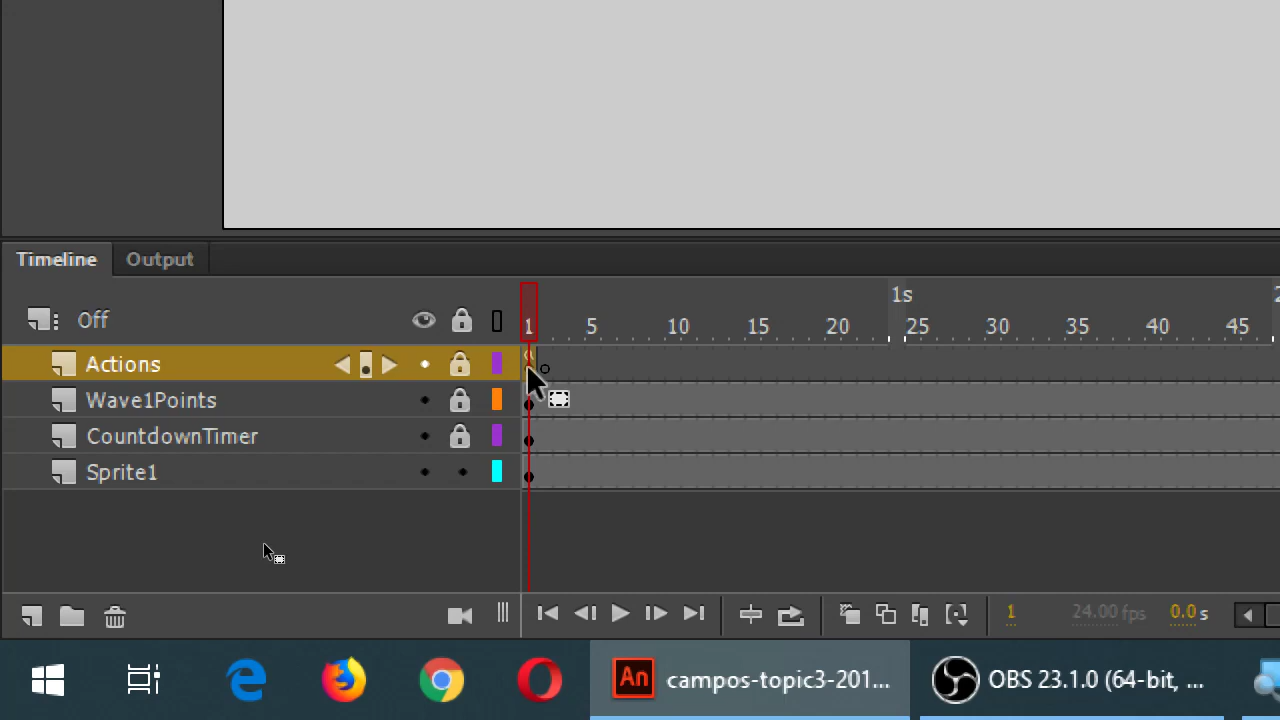 Timeline Output
1s 2
Off 1 5 10 15 20 25 30 35 40 45
Actions a
Wave1Points
CountdownTimer
Sprite1
1 24.00 fps 0.0 s
An campos-topic3-201... OBS 23.1.0 (64-bit, ...